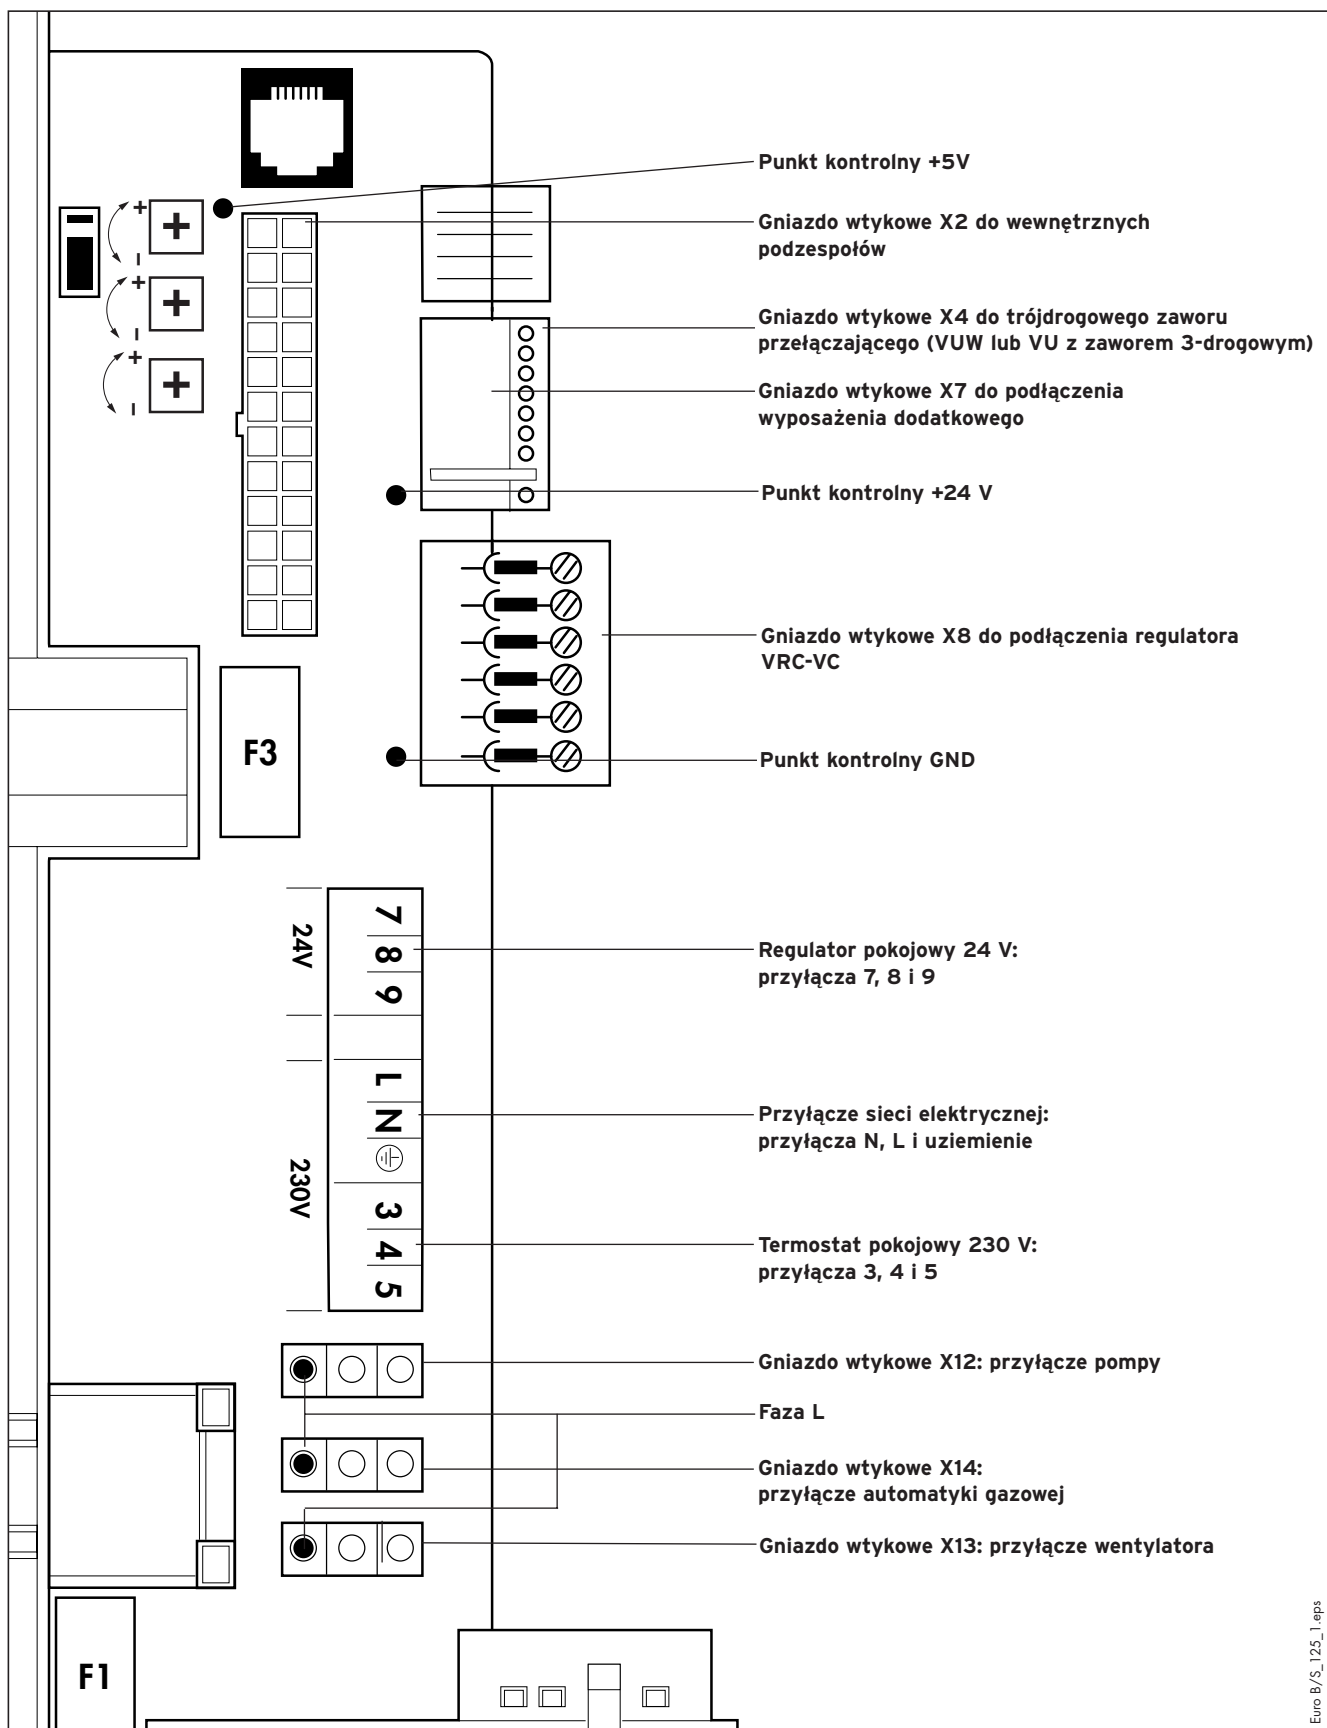 Punkt kontrolny +5V
Gniazdo wtykowe X2 do wewnętrznych
podzespołów
Gniazdo wtykowe X4 do trójdrogowego zaworu
przełączającego (VUW lub VU z zaworem 3-drogowym)
Gniazdo wtykowe X7 do podłączenia
wyposażenia dodatkowego
Punkt kontrolny +24 V
Gniazdo wtykowe X8 do podłączenia regulatora
VRC-VC
Punkt kontrolny GND
Regulator pokojowy 24 V:
przyłącza 7, 8 i 9
Przyłącze sieci elektrycznej:
przyłącza N, L i uziemienie
Termostat pokojowy 230 V:
przyłącza 3, 4 i 5
Gniazdo wtykowe X12: przyłącze pompy
Faza L
Gniazdo wtykowe X14:
przyłącze automatyki gazowej
Gniazdo wtykowe X13: przyłącze wentylatora
+
+
-
+
+
-
+
+
-
F3
24V
7
8
9
230V
L
N
3
4
5
F1
Euro B/S_125_1.eps